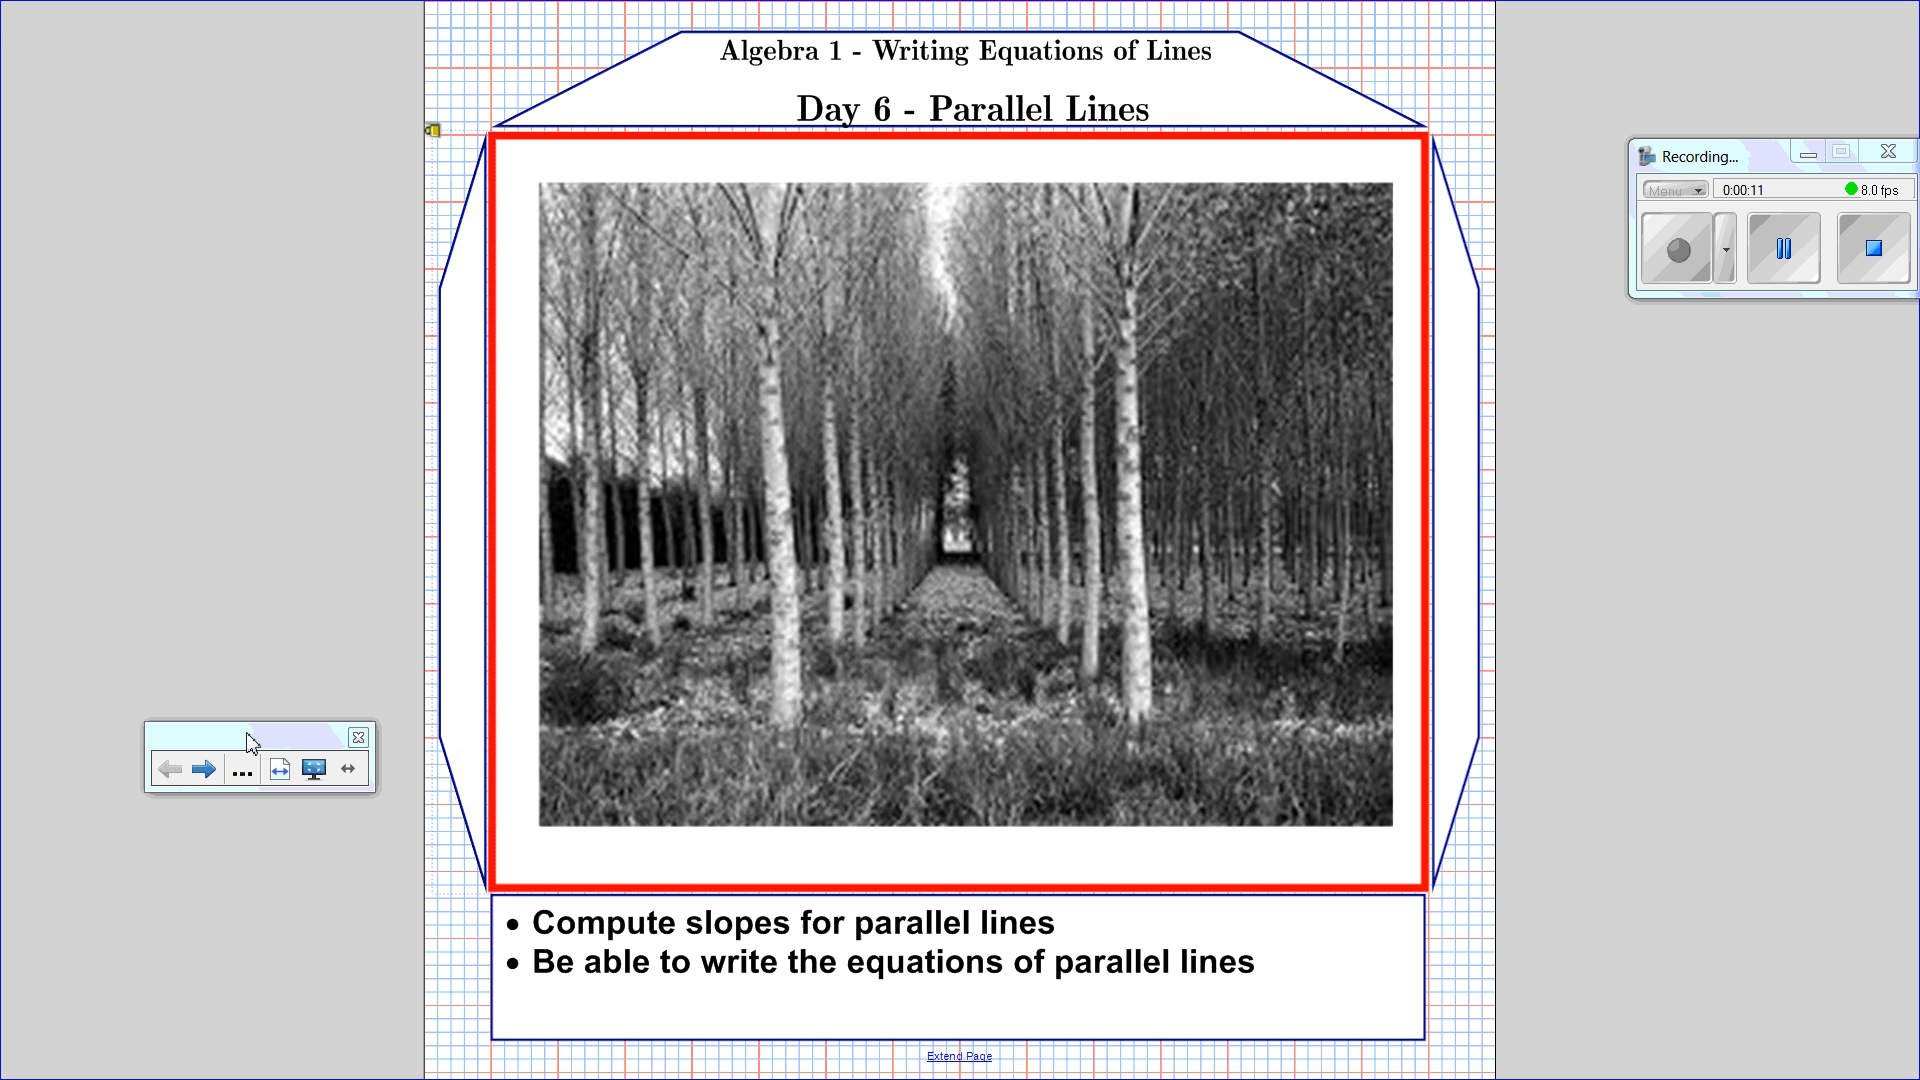 Algebra 1 - Writing Equations of Lines
Day 6 - Parallel Lines
Recording...
Menu
0:00:11
8.0 fps
• Compute slopes for parallel lines
• Be able to write the equations of parallel lines
Extend Page